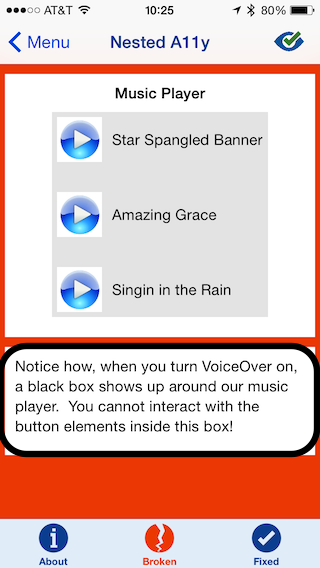 AT&T 10:25 80%
Menu Nested A11y
Music Player
Star Spangled Banner
Amazing Grace
Singin in the Rain
Notice how, when you turn VoiceOver on,
a black box shows up around our music
player.  You cannot interact with the
button elements inside this box!
About Broken Fixed